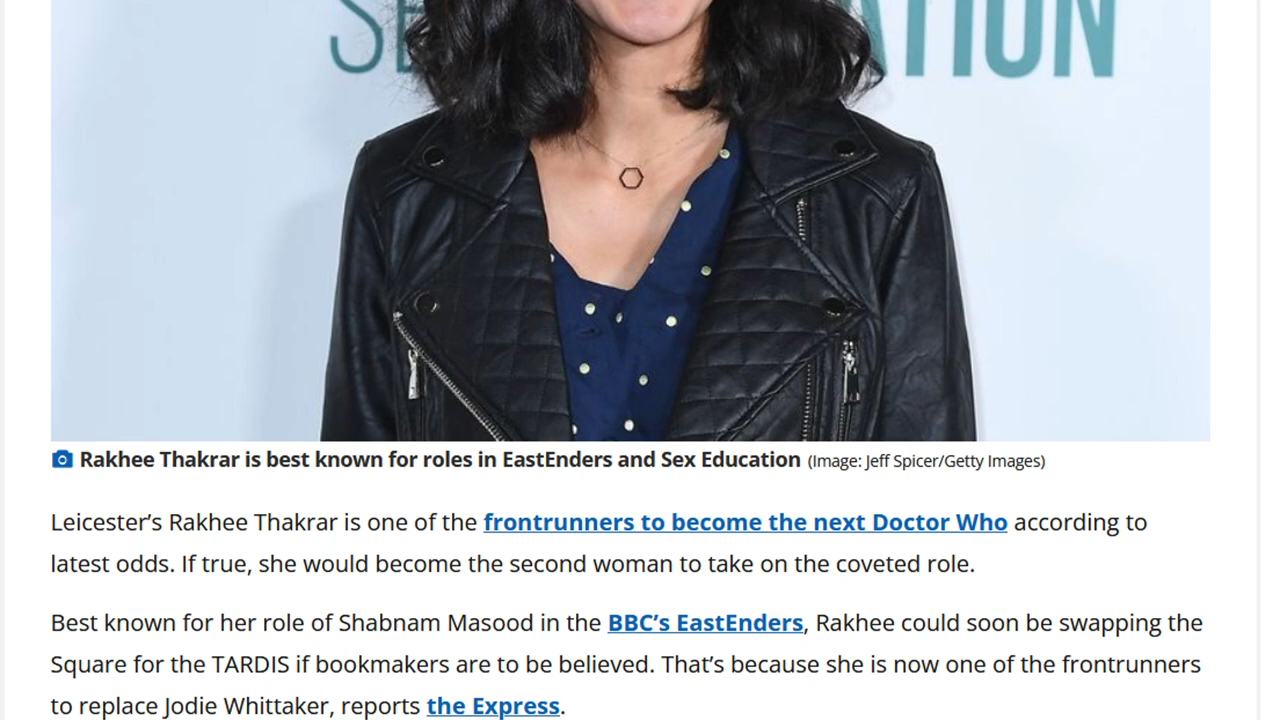 SE ATION
Rakhee Thakrar is best known for roles in EastEnders and Sex Education (Image: Jeff Spicer/Getty Images)
Leicester’s Rakhee Thakrar is one of the frontrunners to become the next Doctor Who according to
latest odds. If true, she would become the second woman to take on the coveted role.
Best known for her role of Shabnam Masood in the BBC’s EastEnders, Rakhee could soon be swapping the
Square for the TARDIS if bookmakers are to be believed. That’s because she is now one of the frontrunners
to replace Jodie Whittaker, reports the Express.